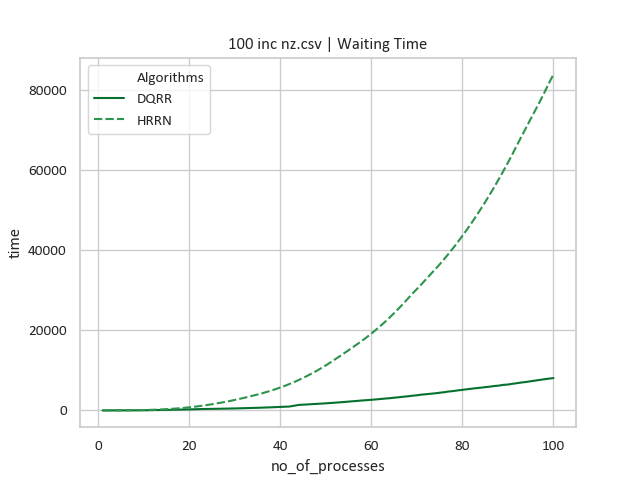 100 inc nz.csv | Waiting Time
Algorithms
DQRR
HRRN
80000
60000
40000
20000
0
time
0 20 40 60 80 100
no_of_processes